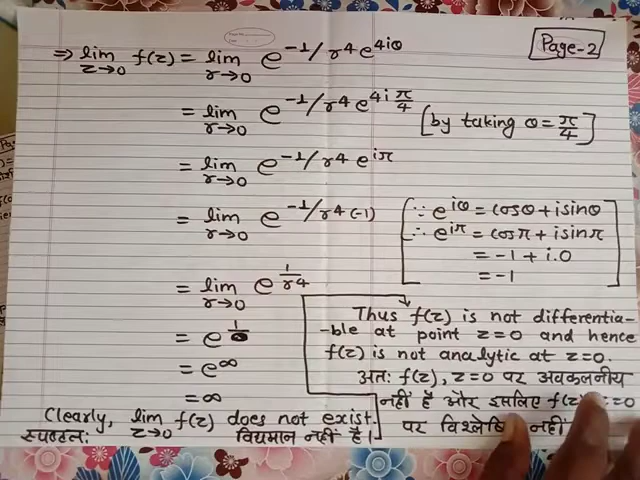 Page-2
⇒ lim z→0 f(z) = lim r→0 e^-1/r4 e^4iθ
= lim r→0 e^-1/r4 e^4i π/4 [by taking θ = π/4]
= lim r→0 e^-1/r4 e^iπ
= lim r→0 e^-1/r4 (-1)
[∵ e^iθ = cosθ + isinθ
∴ e^iπ = cosπ + isinπ
= -1 + i.0
= -1]
= lim r→0 e^1/r4
= e^1/0
= e^∞
= ∞
Clearly, lim z→0 f(z) does not exist.
स्पष्टतः विद्यमान नहीं है।
Thus f(z) is not differentia-
-ble at point z=0 and hence
f(z) is not analytic at z=0.
अतः f(z), z=0 पर अवकलनीय
नहीं है और इसलिए f(z) =0
पर नहीं